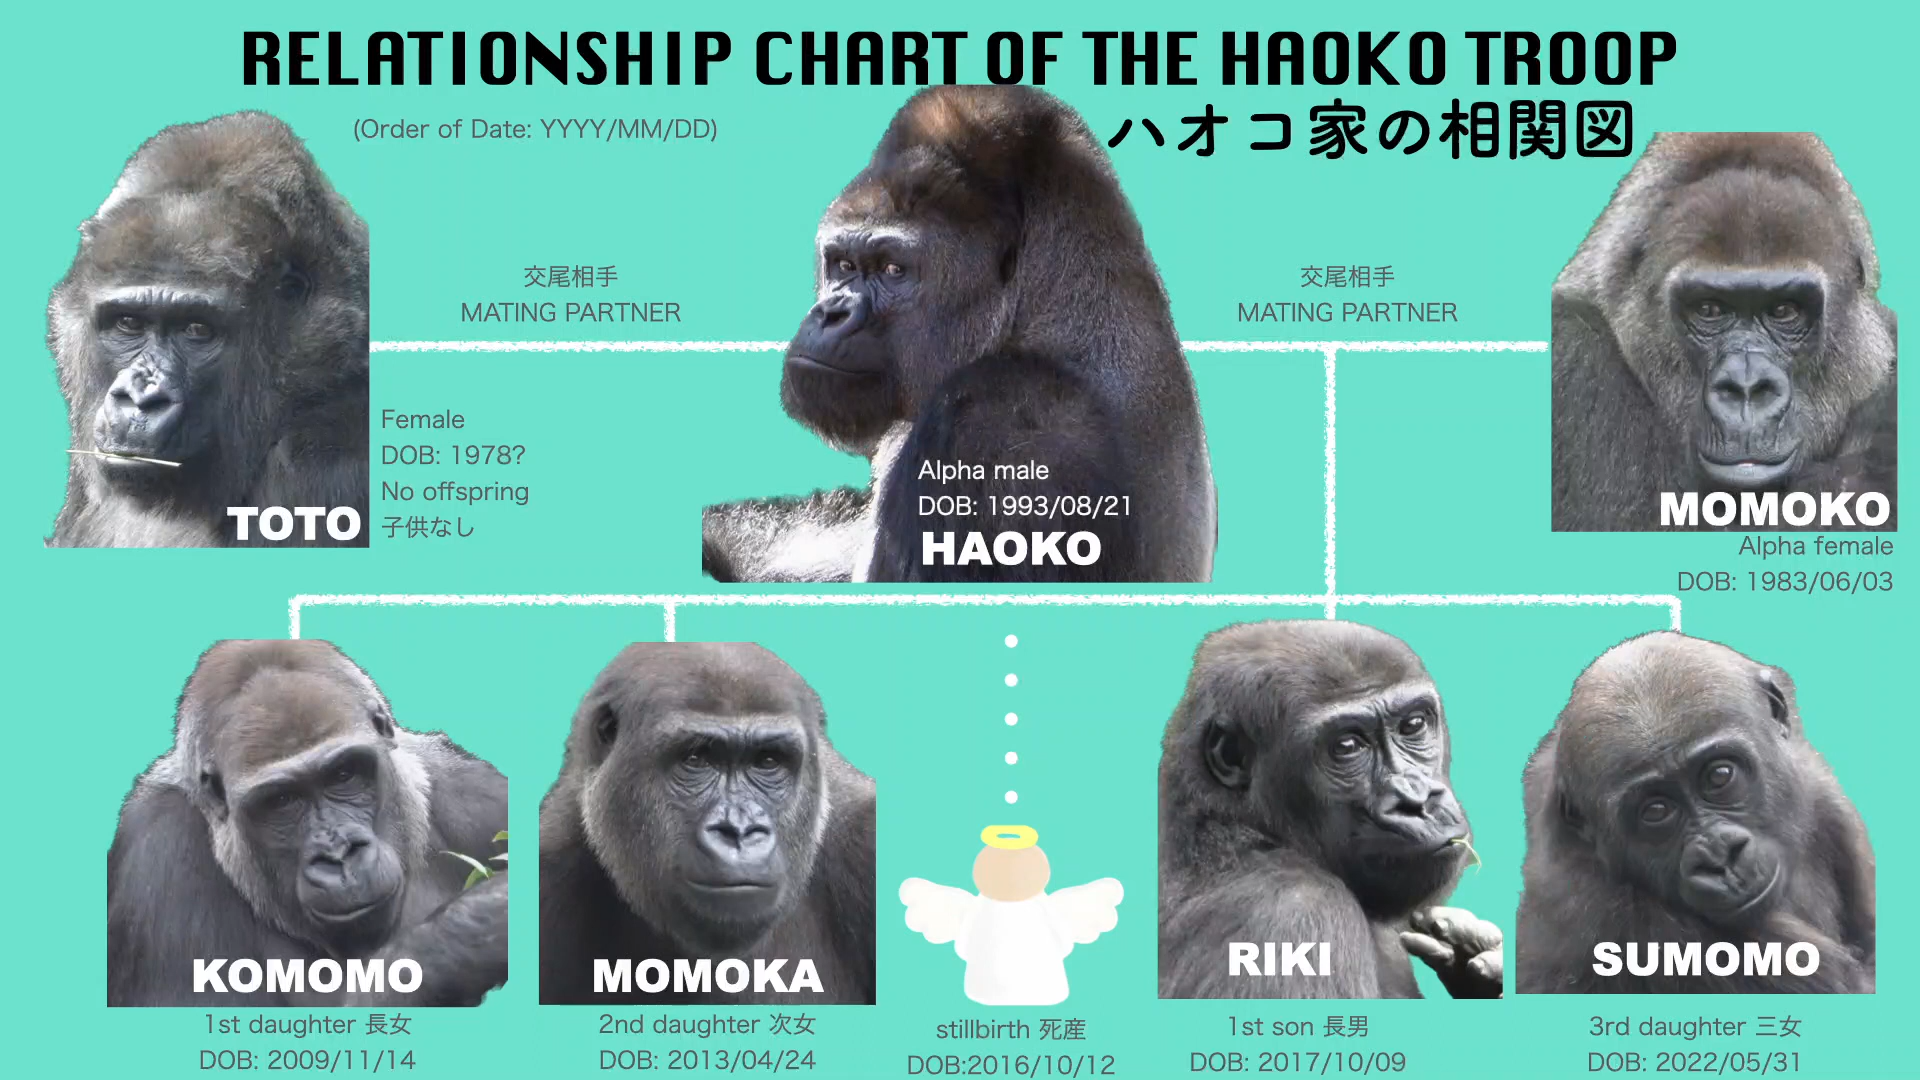 RELATIONSHIP CHART OF THE HAOKO TROOP
ハオコ家の相関図
(Order of Date: YYYY/MM/DD)
交尾相手
MATING PARTNER
交尾相手
MATING PARTNER
TOTO
Female
DOB: 1978?
No offspring
子供なし
Alpha male
DOB: 1993/08/21
HAOKO
MOMOKO
Alpha female
DOB: 1983/06/03
KOMOMO
1st daughter 長女
DOB: 2009/11/14
MOMOKA
2nd daughter 次女
DOB: 2013/04/24
stillbirth 死産
DOB:2016/10/12
RIKI
1st son 長男
DOB: 2017/10/09
SUMOMO
3rd daughter 三女
DOB: 2022/05/31